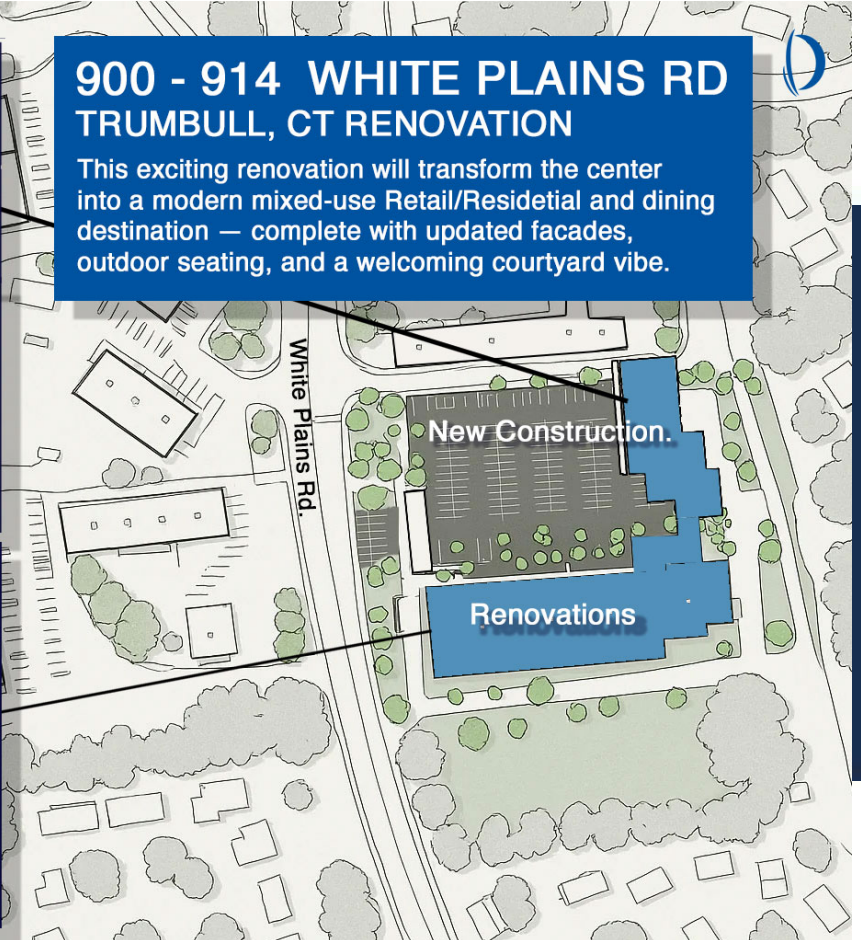 900 - 914 WHITE PLAINS RD
TRUMBULL, CT RENOVATION
This exciting renovation will transform the center
into a modern mixed-use Retail/Residetial and dining
destination — complete with updated facades,
outdoor seating, and a welcoming courtyard vibe.
White Plains Rd.
New Construction.
Renovations